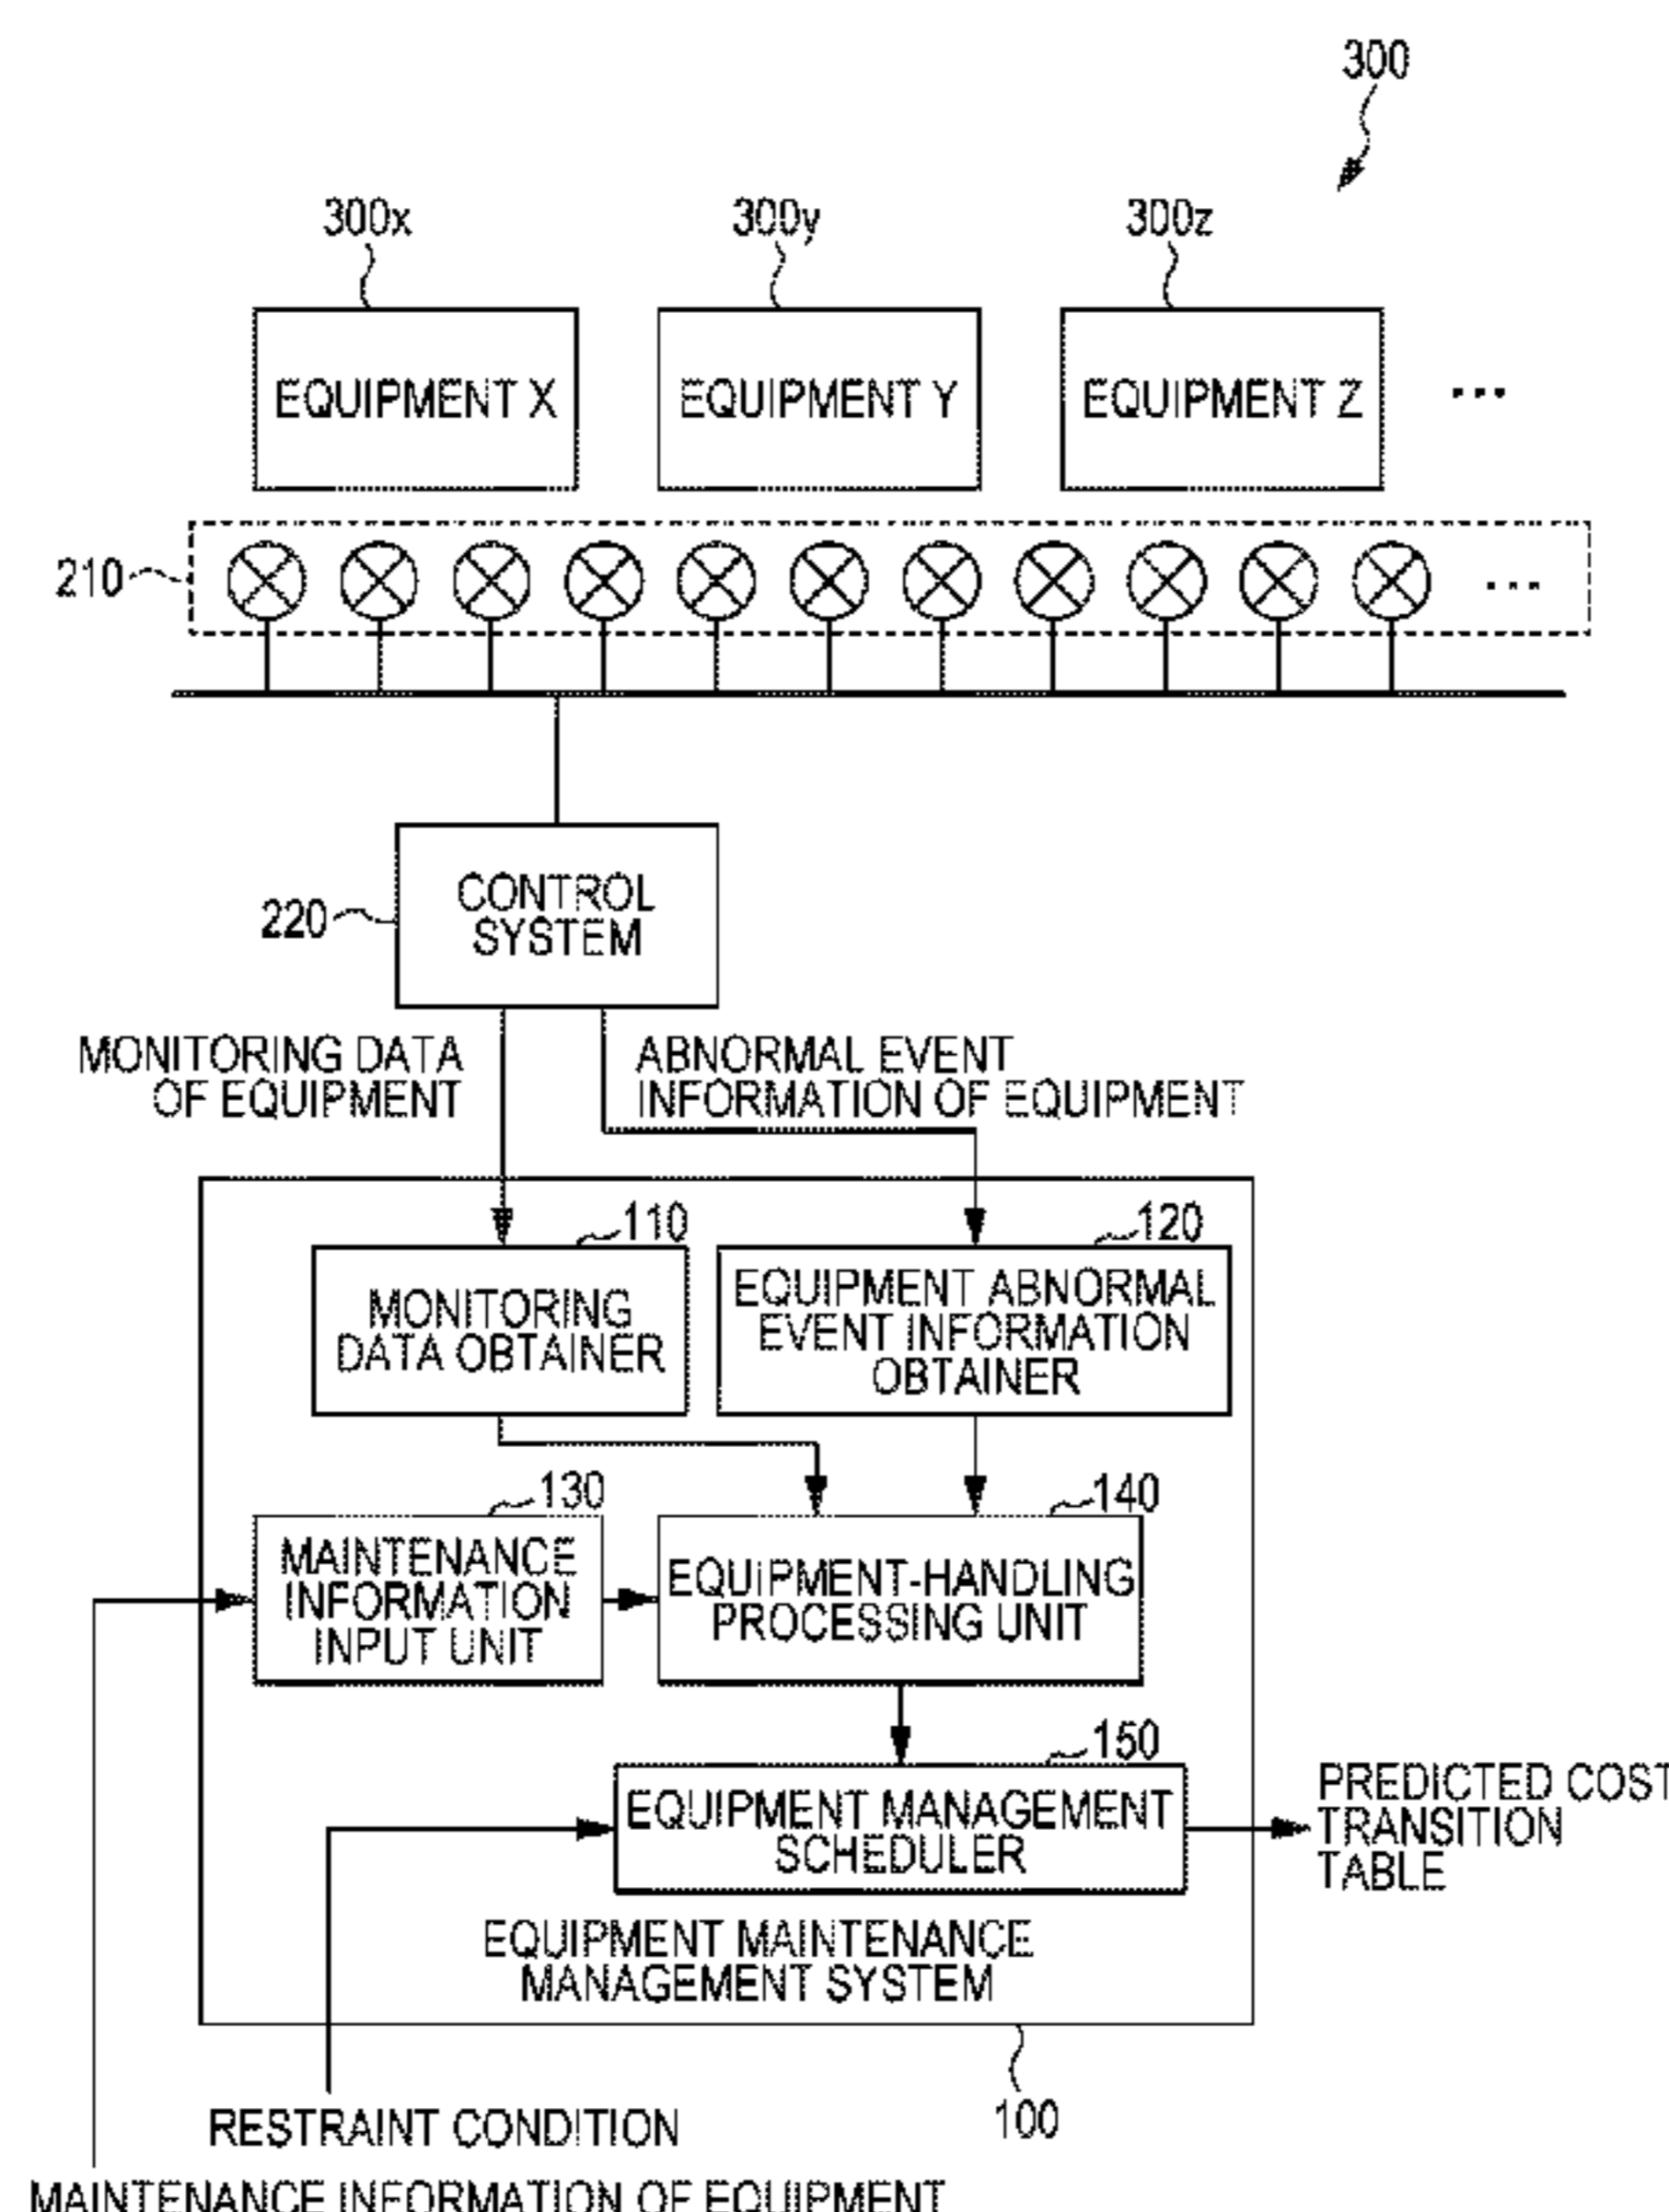 300
300x
300y
300z
EQUIPMENT X
EQUIPMENT Y
EQUIPMENT Z
...
210
...
220
CONTROL
SYSTEM
MONITORING DATA
OF EQUIPMENT
ABNORMAL EVENT
INFORMATION OF EQUIPMENT
110
120
MONITORING
DATA OBTAINER
EQUIPMENT ABNORMAL
EVENT INFORMATION
OBTAINER
130
140
MAINTENANCE
INFORMATION
INPUT UNIT
EQUIPMENT-HANDLING
PROCESSING UNIT
150
EQUIPMENT MANAGEMENT
SCHEDULER
PREDICTED COST
TRANSITION
TABLE
EQUIPMENT MAINTENANCE
MANAGEMENT SYSTEM
100
RESTRAINT CONDITION
MAINTENANCE INFORMATION OF EQUIPMENT